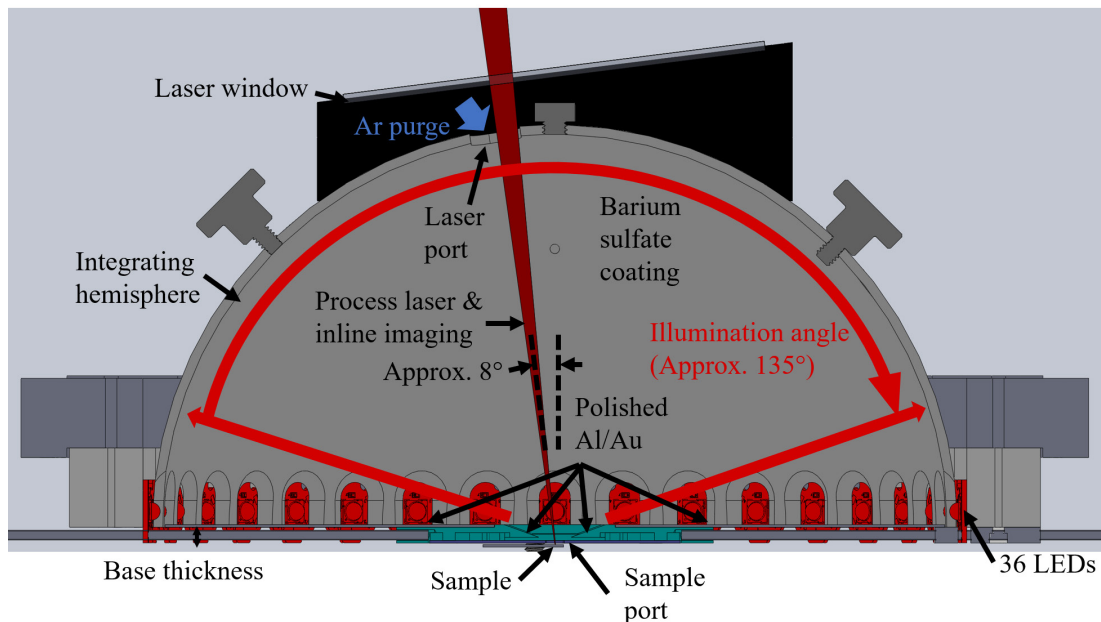 Laser window
Ar purge
Laser
port
Barium
sulfate
coating
Integrating
hemisphere
Process laser &
inline imaging
Illumination angle
(Approx. 135°)
Approx. 8°
Polished
Al/Au
Base thickness
Sample
Sample
port
36 LEDs